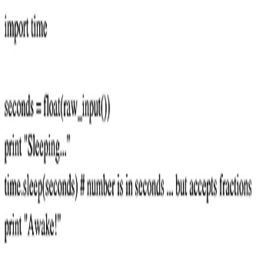 import time
seconds = float(raw_input())
print "Sleeping..."
time.sleep(seconds) # number is in seconds ... but accepts fractions
print "Awake!"